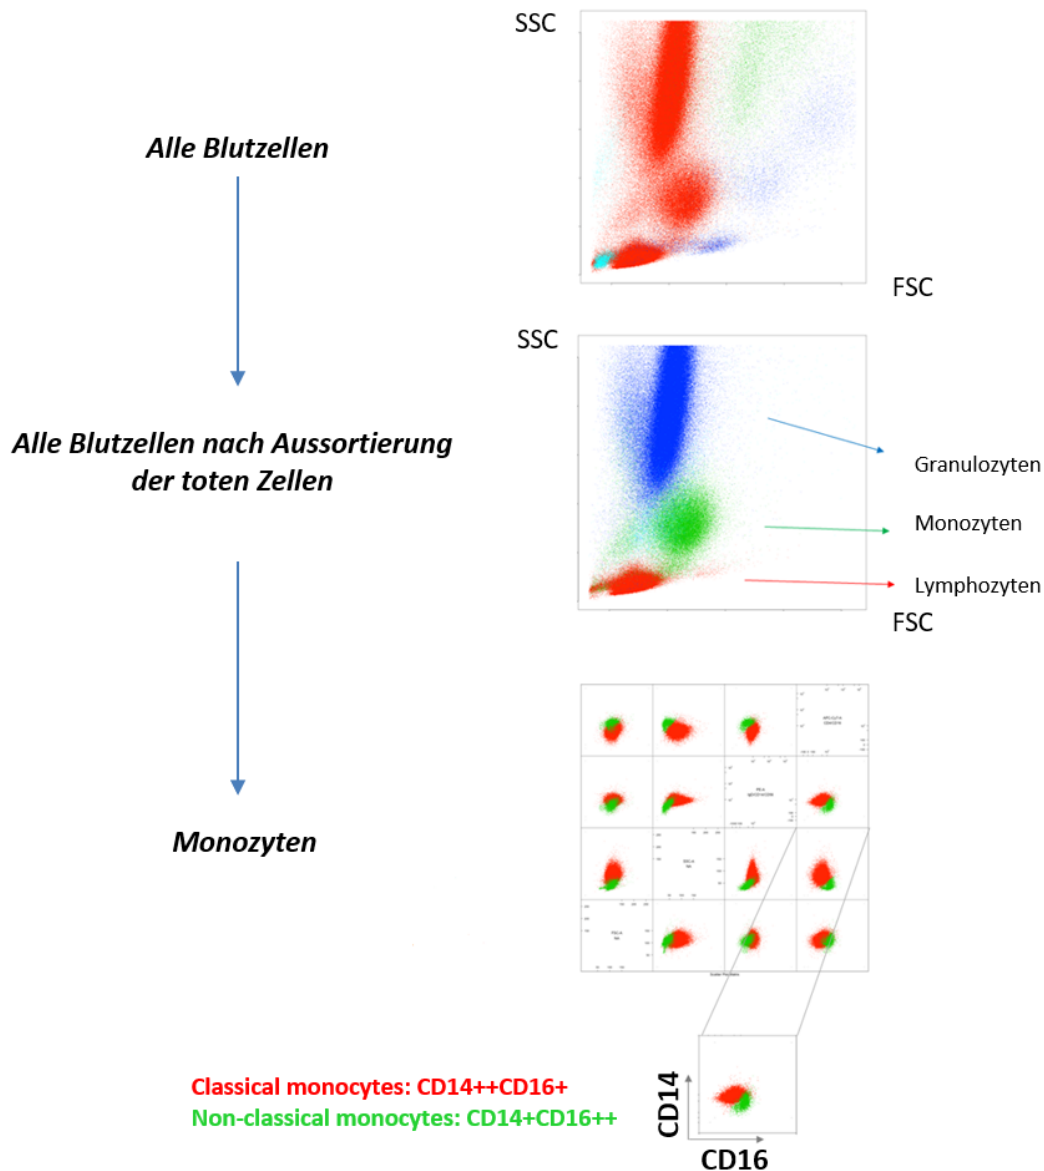 SSC
Alle Blutzellen
FSC
SSC
Alle Blutzellen nach Aussortierung
der toten Zellen
Granulozyten
Monozyten
Lymphozyten
FSC
Monozyten
Classical monocytes: CD14++CD16+
Non-classical monocytes: CD14+CD16++
CD14
CD16